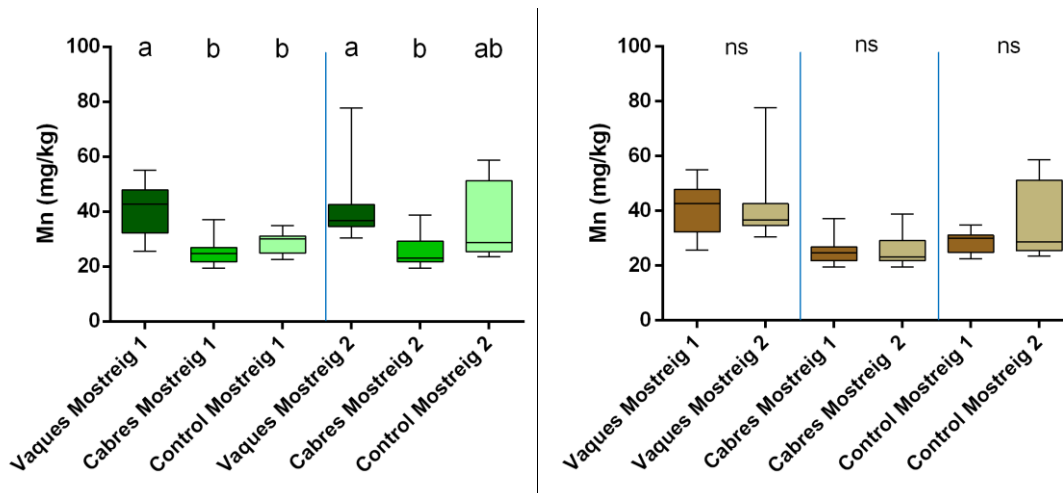 a b b a b ab
Mn (mg/kg)
100
80
60
40
20
0
Vaques Mostreig 1
Cabres Mostreig 1
Control Mostreig 1
Vaques Mostreig 2
Cabres Mostreig 2
Control Mostreig 2
ns ns ns
Mn (mg/kg)
100
80
60
40
20
0
Vaques Mostreig 1
Vaques Mostreig 2
Cabres Mostreig 1
Cabres Mostreig 2
Control Mostreig 1
Control Mostreig 2